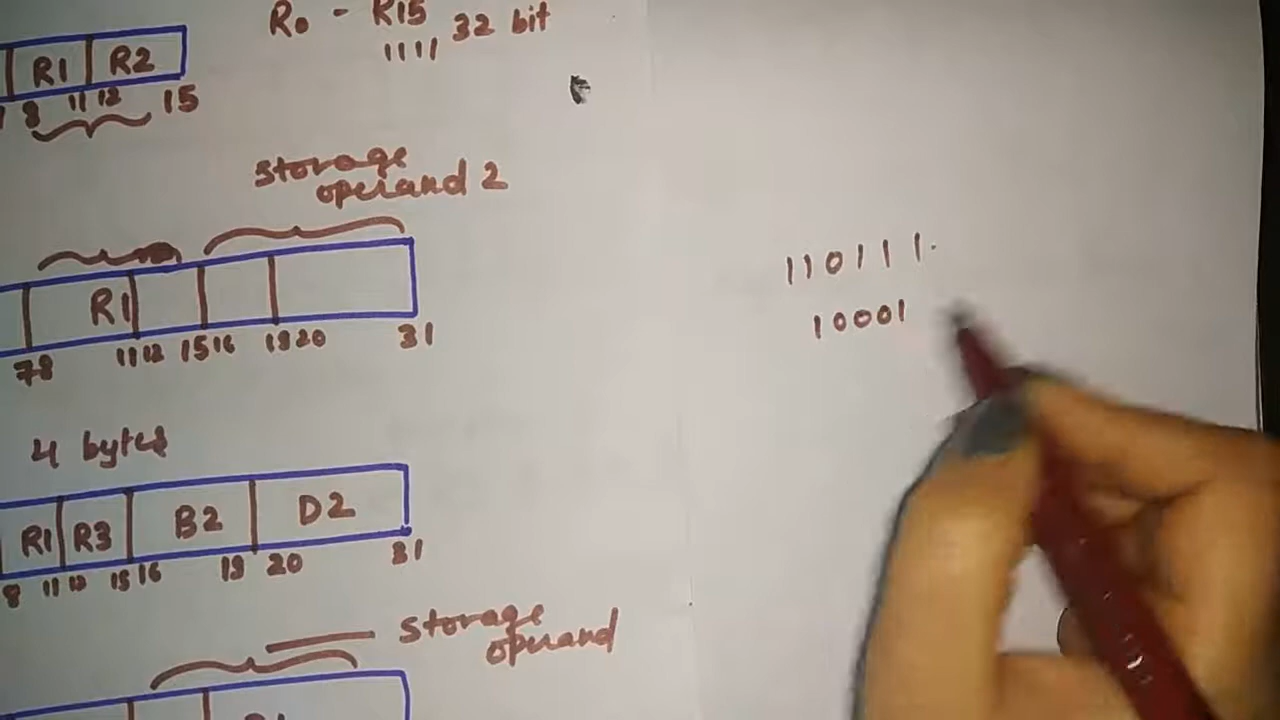 R0 - R15 32 bit
1111
R1 R2
8 11 12 15
storage
operand 2
R1
78 11 12 15 16 19 20 31
4 bytes
R1 R3 B2 D2
8 11 12 15 16 19 20 31
storage
operand
110111.
10001